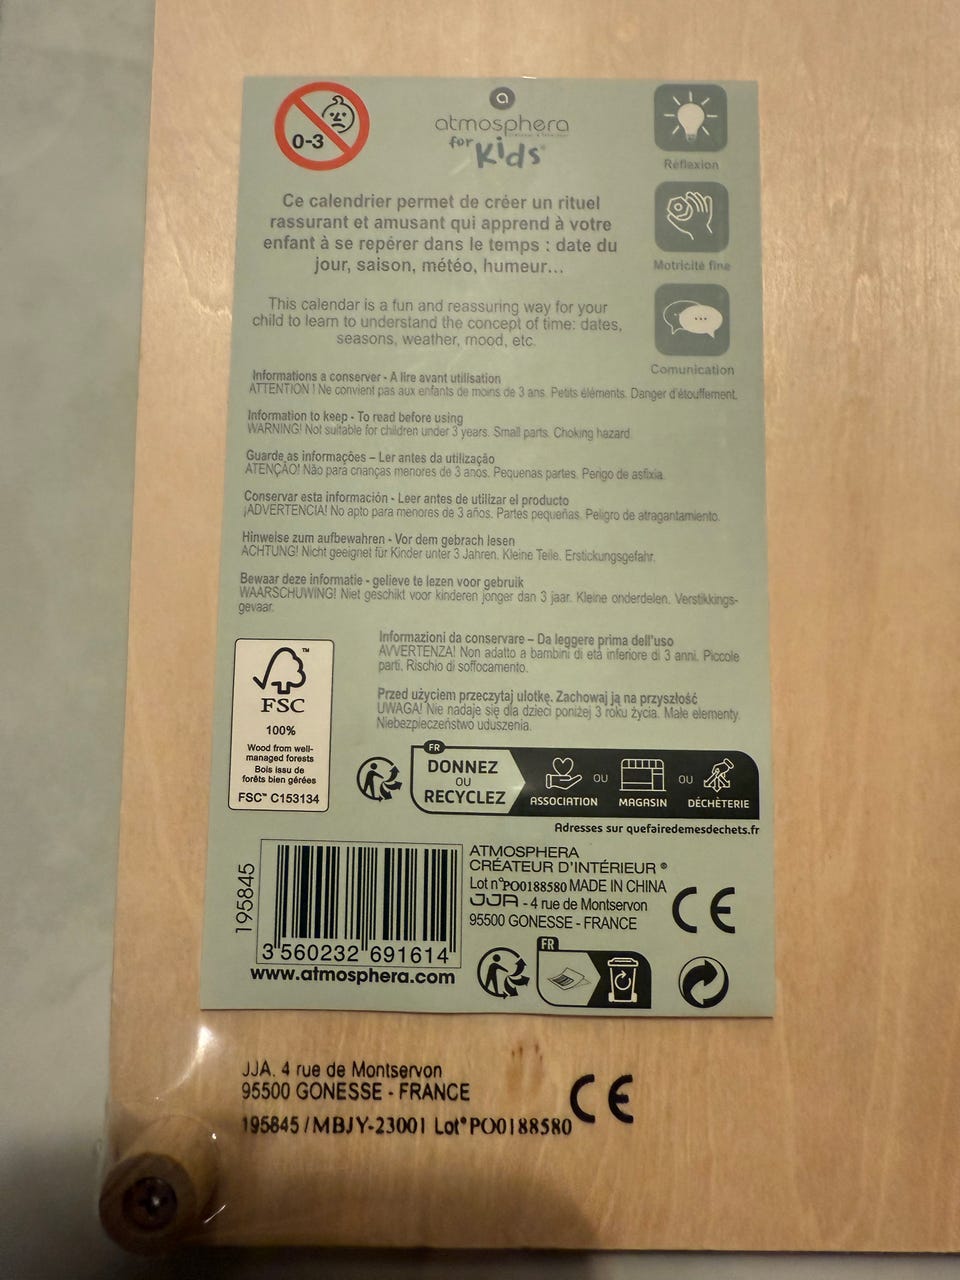 0-3
a
atmosphera
for Kids
Réflexion
Motricité fine
Comunication
Ce calendrier permet de créer un rituel
rassurant et amusant qui apprend à votre
enfant à se repérer dans le temps : date du
jour, saison, météo, humeur...
This calendar is a fun and reassuring way for your
child to learn to understand the concept of time: dates,
seasons, weather, mood, etc.
Informations a conserver - A lire avant utilisation
ATTENTION ! Ne convient pas aux enfants de moins de 3 ans. Petits éléments. Danger d'étouffement.
Information to keep - To read before using
WARNING! Not suitable for children under 3 years. Small parts. Choking hazard.
Guarde as informações – Ler antes da utilização
ATENÇÃO! Não para crianças menores de 3 anos. Pequenas partes. Perigo de asfixia.
Conservar esta información - Leer antes de utilizar el producto
¡ADVERTENCIA! No apto para menores de 3 años. Partes pequeñas. Peligro de atragantamiento.
Hinweise zum aufbewahren - Vor dem gebrach lesen
ACHTUNG! Nicht geeignet für Kinder unter 3 Jahren. Kleine Teile. Erstickungsgefahr.
Bewaar deze informatie - gelieve te lezen voor gebruik
WAARSCHUWING! Niet geschikt voor kinderen jonger dan 3 jaar. Kleine onderdelen. Verstikkings-
gevaar.
Informazioni da conservare – Da leggere prima dell'uso
AVVERTENZA! Non adatto a bambini di età inferiore di 3 anni. Piccole
parti. Rischio di soffocamento.
Przed użyciem przeczytaj ulotkę. Zachowaj ją na przyszłość
UWAGA! Nie nadaje się dla dzieci poniżej 3 roku życia. Małe elementy.
Niebezpieczeństwo uduszenia.
FSC™
100%
Wood from well-
managed forests
Bois issu de
forêts bien gérées
FSC™ C153134
FR
DONNEZ
OU
RECYCLEZ
ASSOCIATION OU MAGASIN OU DÉCHÈTERIE
Adresses sur quefairedemesdechets.fr
195845
3 560232 691614
www.atmosphera.com
ATMOSPHERA
CRÉATEUR D'INTÉRIEUR ®
Lot n°PO0188580 MADE IN CHINA
JJA - 4 rue de Montservon
95500 GONESSE - FRANCE
CE
FR
JJA. 4 rue de Montservon
95500 GONESSE - FRANCE
195845/MBJY-23001 Lot°PO0188580
CE